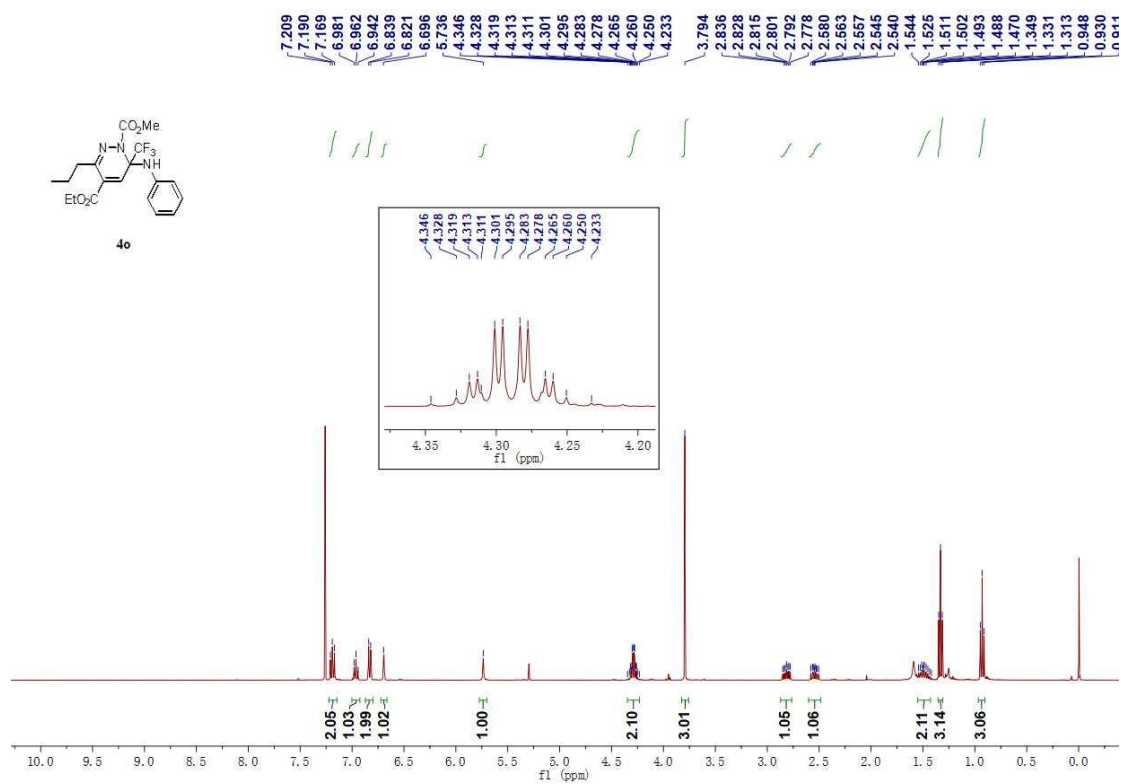 7.209 7.190 7.169 6.981 6.962 6.942 6.839 6.821 6.696 5.736 4.346 4.328 4.319 4.313 4.311 4.301 4.295 4.283 4.278 4.265 4.260 4.250 4.233 3.794 2.836 2.828 2.815 2.801 2.792 2.778 2.580 2.563 2.557 2.545 2.540 1.544 1.525 1.511 1.502 1.493 1.488 1.470 1.349 1.331 1.313 0.948 0.930 0.911
CO₂Me
N N CF₃
NH
EtO₂C
4o
4.346 4.328 4.319 4.313 4.311 4.301 4.295 4.283 4.278 4.265 4.260 4.250 4.233
4.35 4.30 4.25 4.20
f1 (ppm)
2.05 1.03 1.99 1.02 1.00 2.10 3.01 1.05 1.06 2.11 3.14 3.06
10.0 9.5 9.0 8.5 8.0 7.5 7.0 6.5 6.0 5.5 5.0 4.5 4.0 3.5 3.0 2.5 2.0 1.5 1.0 0.5 0.0
f1 (ppm)